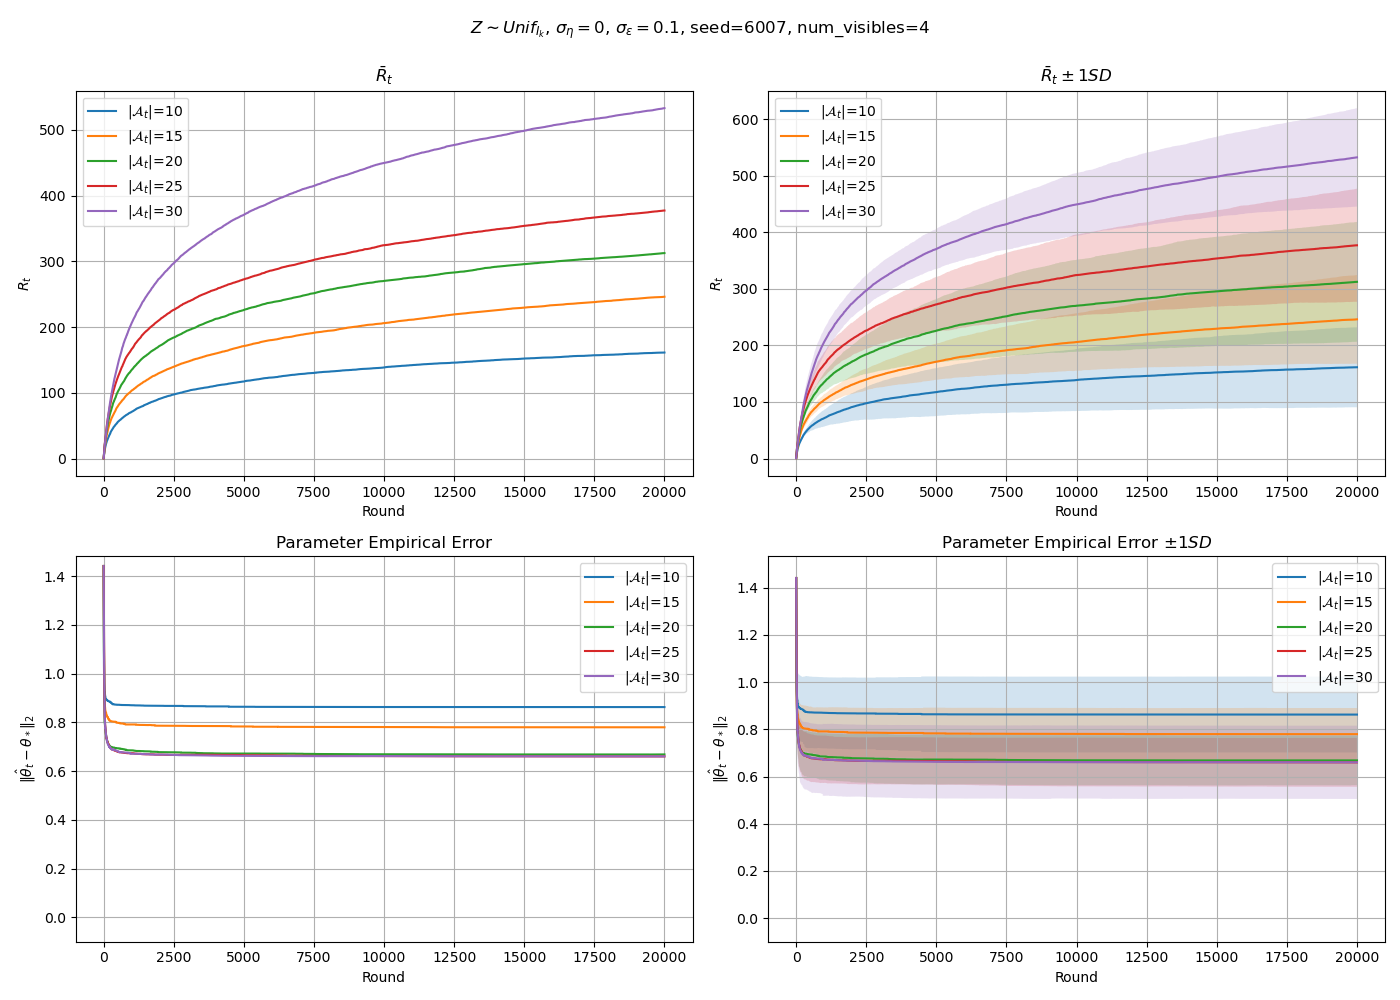 Z ∼ Unif_{I_k}, σ_η = 0, σ_ε = 0.1, seed=6007, num_visibles=4
R̄_t
R_t
500
400
300
200
100
0
|𝒜_t|=10
|𝒜_t|=15
|𝒜_t|=20
|𝒜_t|=25
|𝒜_t|=30
0 2500 5000 7500 10000 12500 15000 17500 20000
Round
R̄_t ± 1SD
R_t
600
500
400
300
200
100
0
|𝒜_t|=10
|𝒜_t|=15
|𝒜_t|=20
|𝒜_t|=25
|𝒜_t|=30
0 2500 5000 7500 10000 12500 15000 17500 20000
Round
Parameter Empirical Error
‖θ̂_t − θ_*‖_2
1.4
1.2
1.0
0.8
0.6
0.4
0.2
0.0
|𝒜_t|=10
|𝒜_t|=15
|𝒜_t|=20
|𝒜_t|=25
|𝒜_t|=30
0 2500 5000 7500 10000 12500 15000 17500 20000
Round
Parameter Empirical Error ±1SD
‖θ̂_t − θ_*‖_2
1.4
1.2
1.0
0.8
0.6
0.4
0.2
0.0
|𝒜_t|=10
|𝒜_t|=15
|𝒜_t|=20
|𝒜_t|=25
|𝒜_t|=30
0 2500 5000 7500 10000 12500 15000 17500 20000
Round